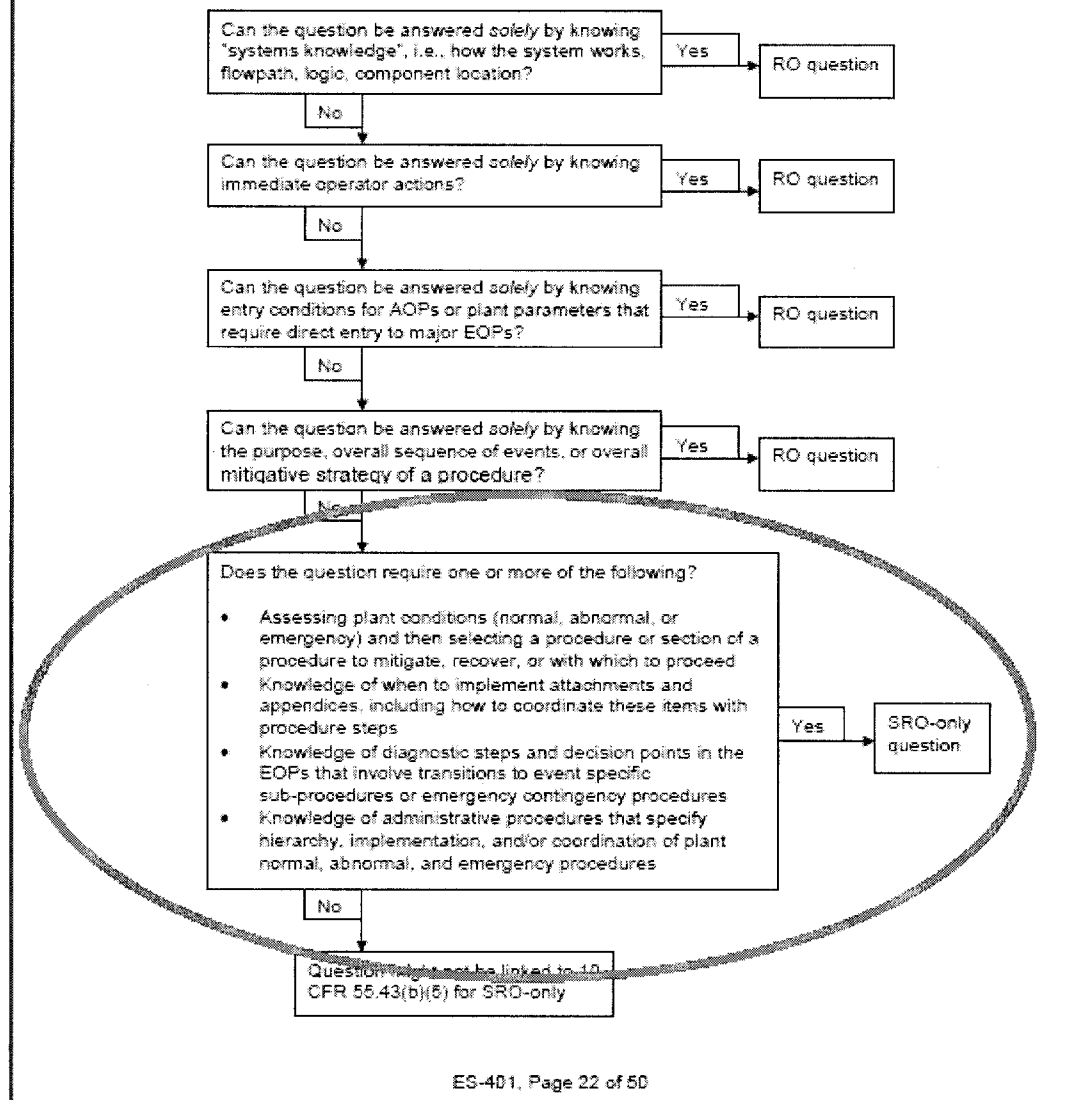 Can the question be answered solely by knowing
"systems knowledge", i.e., how the system works,
flowpath, logic, component location?
Yes
RO question
No
Can the question be answered solely by knowing
immediate operator actions?
Yes
RO question
No
Can the question be answered solely by knowing
entry conditions for AOPs or plant parameters that
require direct entry to major EOPs?
Yes
RO question
No
Can the question be answered solely by knowing
the purpose, overall sequence of events, or overall
mitigative strategy of a procedure?
Yes
RO question
No
Does the question require one or more of the following?
• Assessing plant conditions (normal, abnormal, or
emergency) and then selecting a procedure or section of a
procedure to mitigate, recover, or with which to proceed
• Knowledge of when to implement attachments and
appendices, including how to coordinate these items with
procedure steps
• Knowledge of diagnostic steps and decision points in the
EOPs that involve transitions to event specific
sub-procedures or emergency contingency procedures
• Knowledge of administrative procedures that specify
hierarchy, implementation, and/or coordination of plant
normal, abnormal, and emergency procedures
Yes
SRO-only
question
No
Question might not be linked to 10
CFR 55.43(b)(5) for SRO-only
ES-401, Page 22 of 50